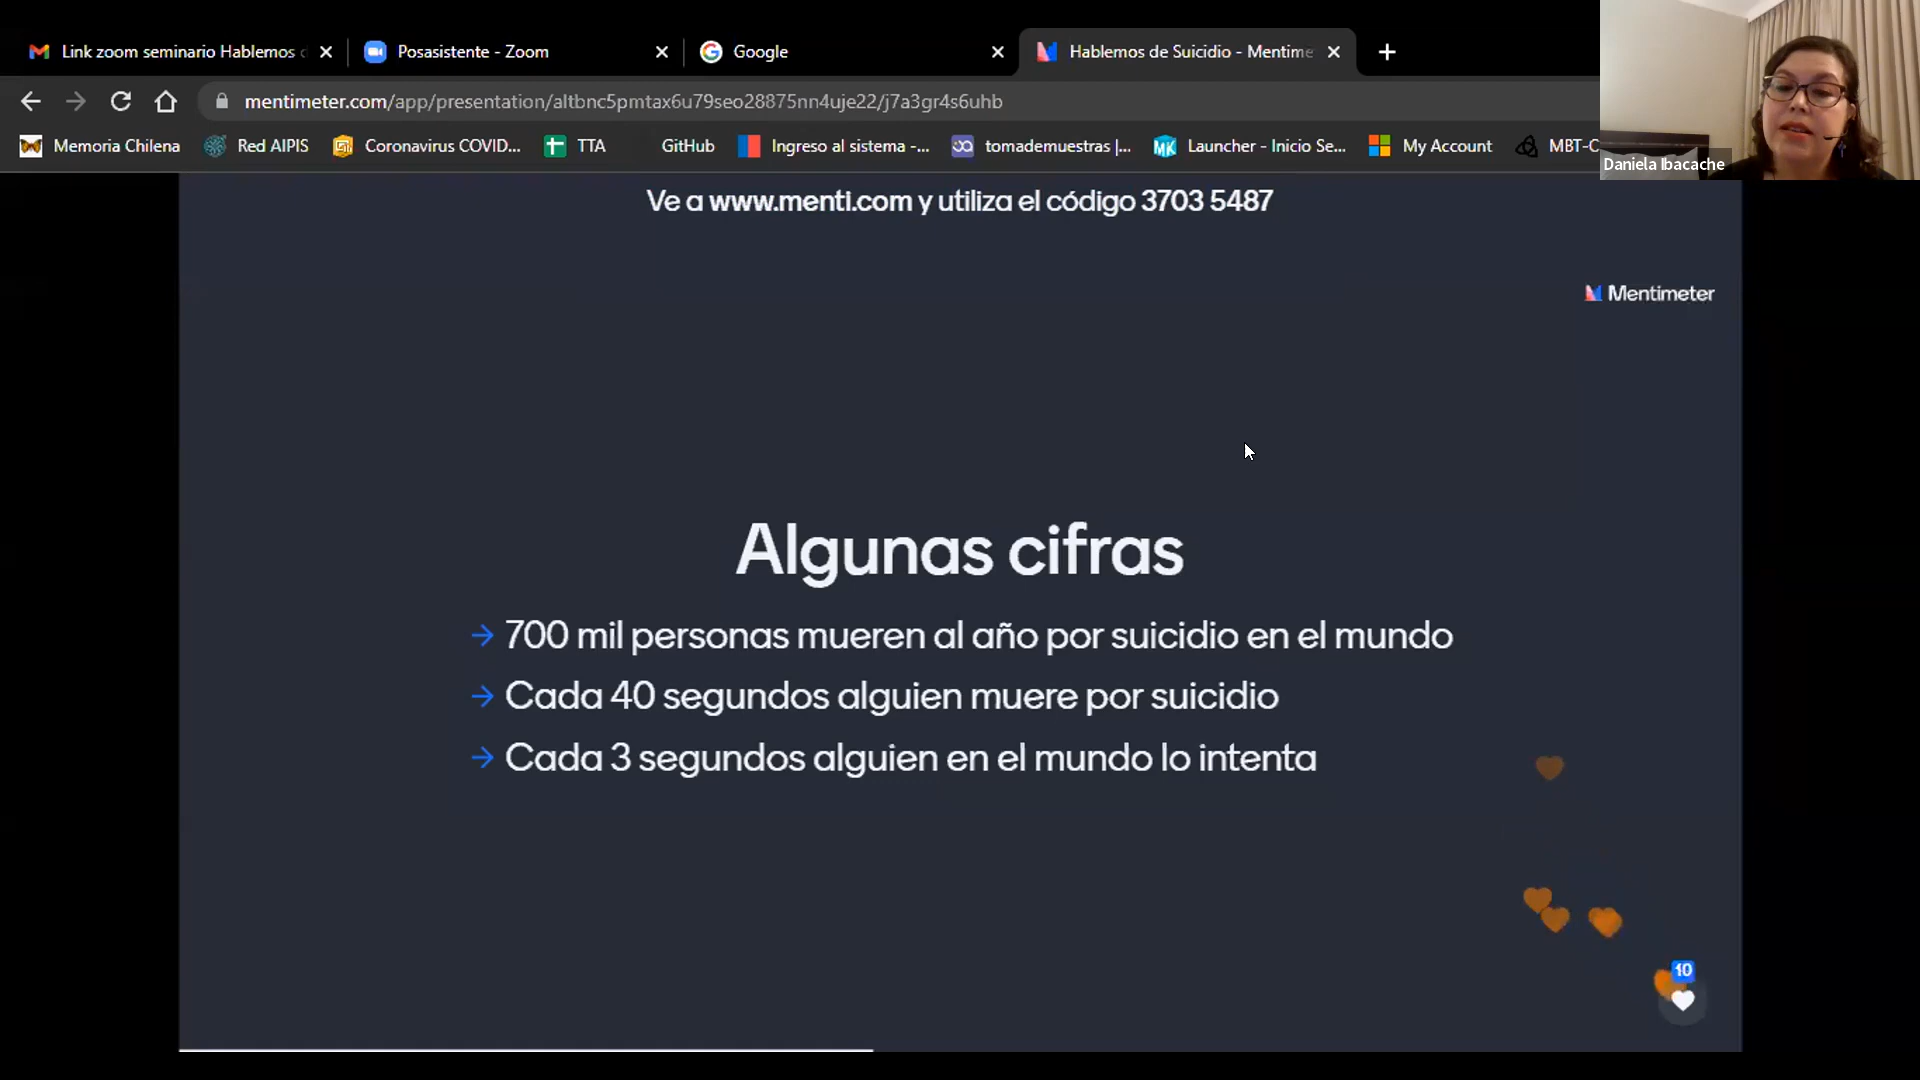 Link zoom seminario Hablemos
Posasistente - Zoom
Google
Hablemos de Suicidio - Mentime
mentimeter.com/app/presentation/altbnc5pmtax6u79seo28875nn4uje22/j7a3gr4s6uhb
Memoria Chilena
Red AIPIS
Coronavirus COVID...
TTA
GitHub
Ingreso al sistema -...
tomademuestras |...
Launcher - Inicio Se...
My Account
MBT-C
Daniela Ibacache
Ve a www.menti.com y utiliza el código 3703 5487
Mentimeter
Algunas cifras
→ 700 mil personas mueren al año por suicidio en el mundo
→ Cada 40 segundos alguien muere por suicidio
→ Cada 3 segundos alguien en el mundo lo intenta
10